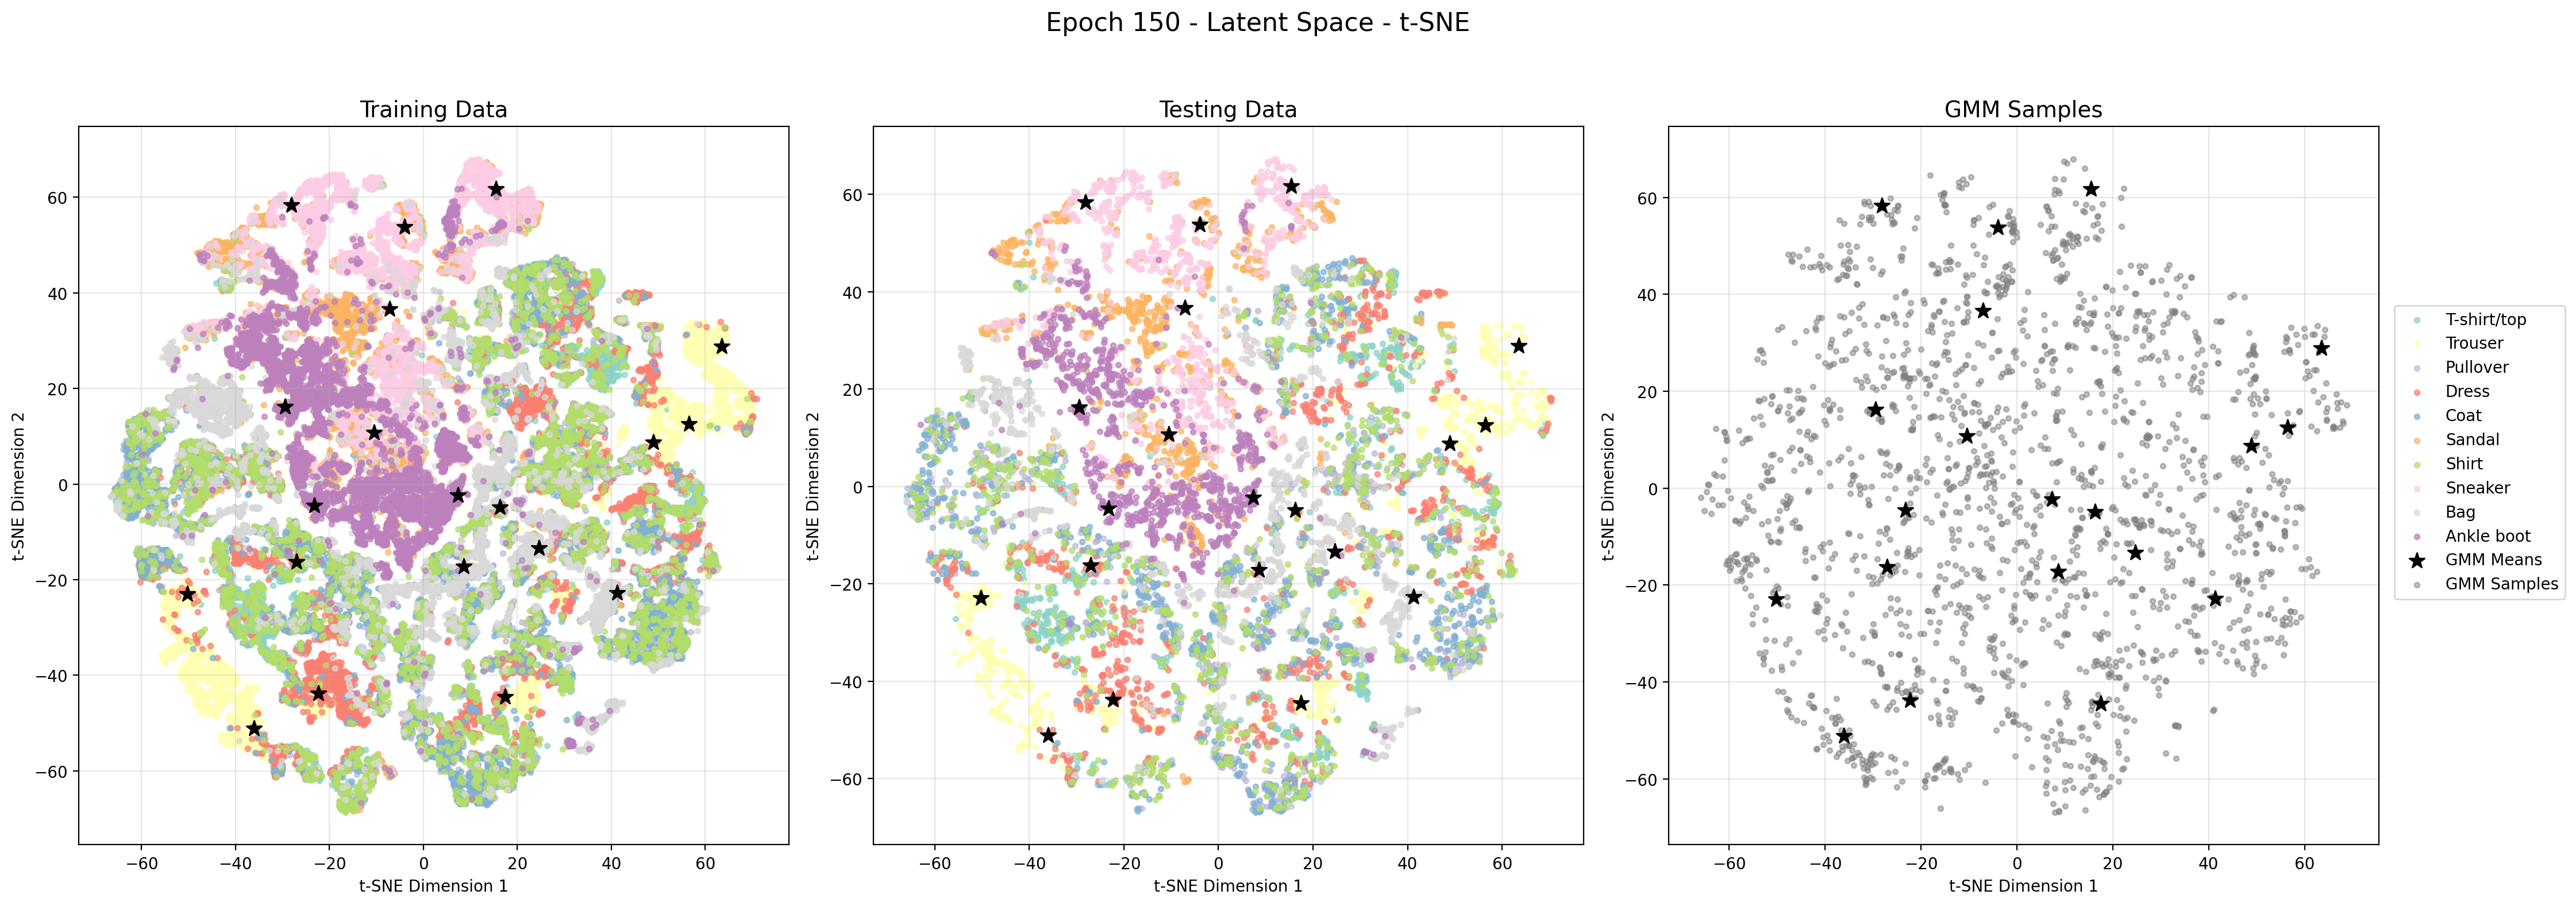 Epoch 150 - Latent Space - t-SNE
Training Data
60
40
20
0
−20
−40
−60
−60
−40
−20
0
20
40
60
t-SNE Dimension 1
t-SNE Dimension 2
Testing Data
60
40
20
0
−20
−40
−60
−60
−40
−20
0
20
40
60
t-SNE Dimension 1
t-SNE Dimension 2
GMM Samples
60
40
20
0
−20
−40
−60
−60
−40
−20
0
20
40
60
t-SNE Dimension 1
t-SNE Dimension 2
T-shirt/top
Trouser
Pullover
Dress
Coat
Sandal
Shirt
Sneaker
Bag
Ankle boot
GMM Means
GMM Samples